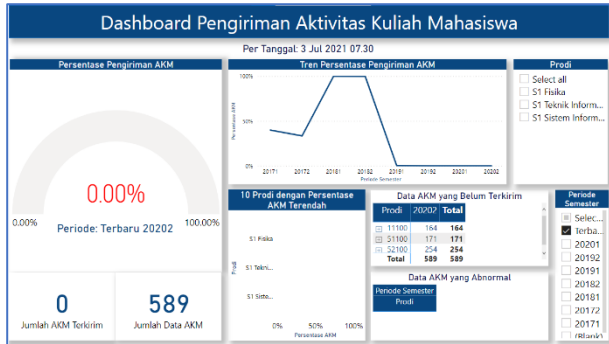 Dashboard Pengiriman Aktivitas Kuliah Mahasiswa
Per Tanggal: 3 Jul 2021 07.30
Persentase Pengiriman AKM
0.00%
0.00%
100.00%
Periode: Terbaru 20202
0
Jumlah AKM Terkirim
589
Jumlah Data AKM
Tren Persentase Pengiriman AKM
Persentase AKM
100%
50%
0%
20171 20172 20181 20182 20191 20192 20201 20202
Periode Semester
Prodi
Select all
S1 Fisika
S1 Teknik Inform...
S1 Sistem Inform...
10 Prodi dengan Persentase
AKM Terendah
Prodi
S1 Fisika
S1 Tekni...
S1 Siste...
0% 50% 100%
Persentase AKM
Data AKM yang Belum Terkirim
Prodi 20202 Total
11100 164 164
51100 171 171
52100 254 254
Total 589 589
Data AKM yang Abnormal
Periode Semester
Prodi
Periode
Semester
Selec...
Terba...
20201
20192
20191
20182
20181
20172
20171
(Blank)